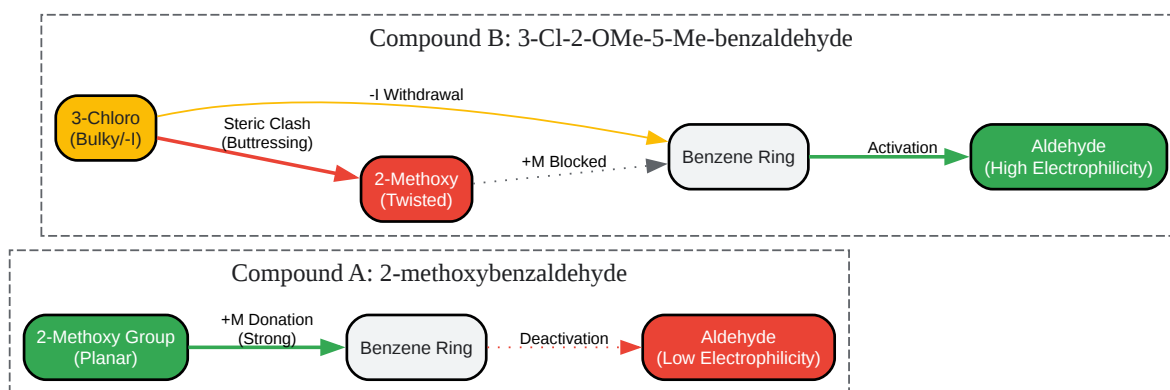 Compound B: 3-Cl-2-OMe-5-Me-benzaldehyde
3-Chloro
(Bulky/-I)
-I Withdrawal
Steric Clash
(Buttressing)
2-Methoxy
(Twisted)
+M Blocked
Benzene Ring
Activation
Aldehyde
(High Electrophilicity)
Compound A: 2-methoxybenzaldehyde
2-Methoxy Group
(Planar)
+M Donation
(Strong)
Benzene Ring
Deactivation
Aldehyde
(Low Electrophilicity)